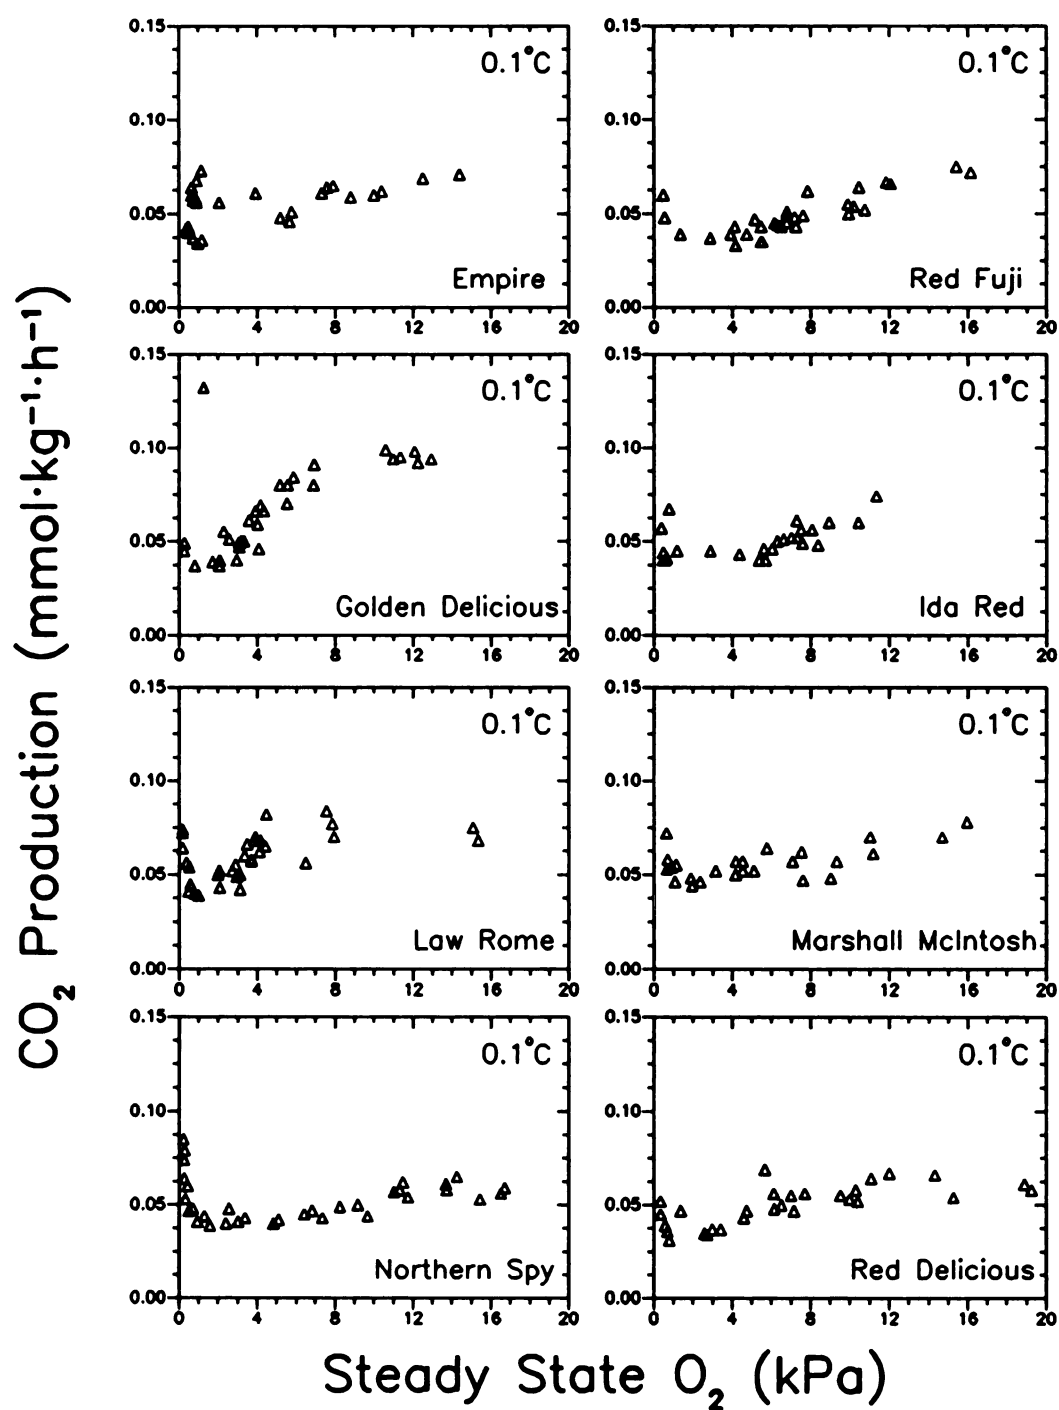 CO₂ Production (mmol·kg⁻¹·h⁻¹)
0.15
0.10
0.05
0.00
0 4 8 12 16 20
0.1°C
Empire
0.15
0.10
0.05
0.00
0 4 8 12 16 20
0.1°C
Red Fuji
0.15
0.10
0.05
0.00
0 4 8 12 16 20
0.1°C
Golden Delicious
0.15
0.10
0.05
0.00
0 4 8 12 16 20
0.1°C
Ida Red
0.15
0.10
0.05
0.00
0 4 8 12 16 20
0.1°C
Law Rome
0.15
0.10
0.05
0.00
0 4 8 12 16 20
0.1°C
Marshall McIntosh
0.15
0.10
0.05
0.00
0 4 8 12 16 20
0.1°C
Northern Spy
0.15
0.10
0.05
0.00
0 4 8 12 16 20
0.1°C
Red Delicious
Steady State O₂ (kPa)